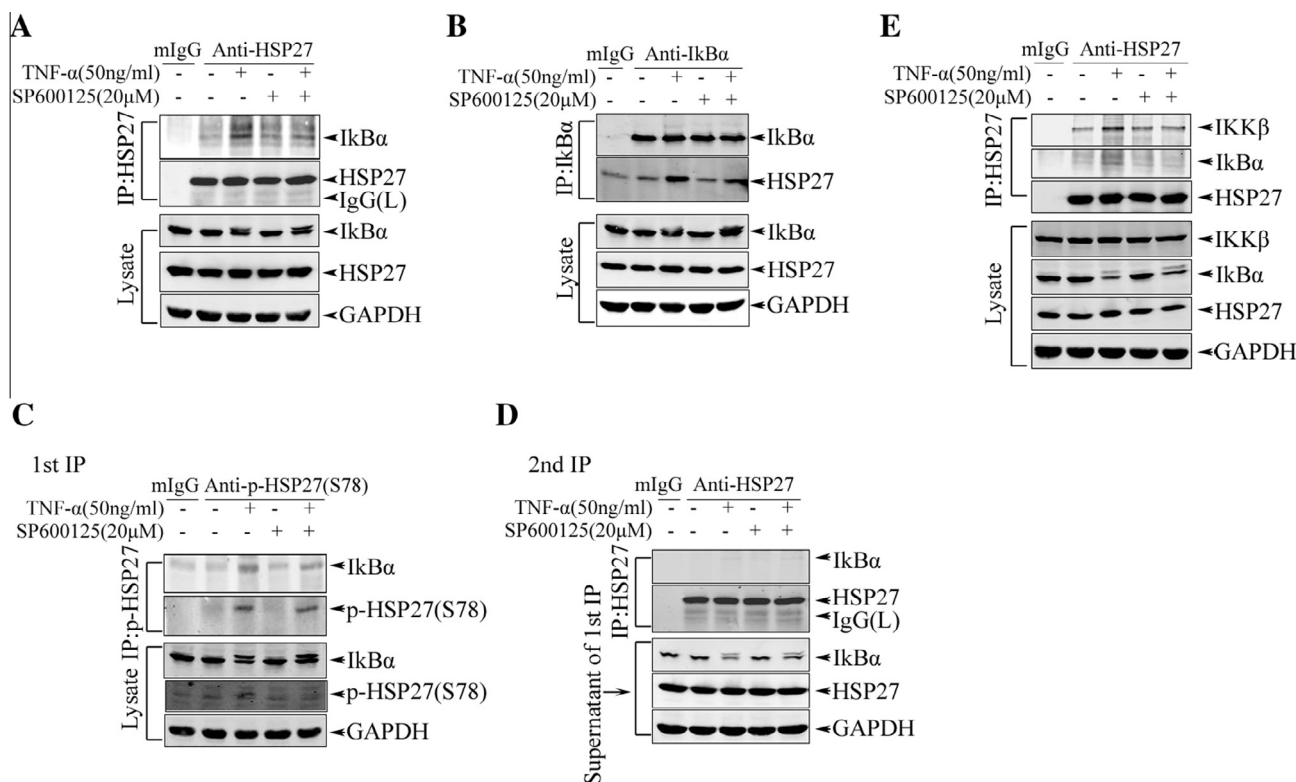 A
mIgG Anti-HSP27
TNF-α(50ng/ml) - - + - +
SP600125(20μM) - - - + +
IP:HSP27
IkBα
HSP27
IgG(L)
Lysate
IkBα
HSP27
GAPDH
B
mIgG Anti-IkBα
TNF-α(50ng/ml) - - + - +
SP600125(20μM) - - - + +
IP:IkBα
IkBα
HSP27
Lysate
IkBα
HSP27
GAPDH
E
mIgG Anti-HSP27
TNF-α(50ng/ml) - - + - +
SP600125(20μM) - - - + +
IP:HSP27
IKKβ
IkBα
HSP27
Lysate
IKKβ
IkBα
HSP27
GAPDH
C
1st IP
mIgG Anti-p-HSP27(S78)
TNF-α(50ng/ml) - - + - +
SP600125(20μM) - - - + +
IP:p-HSP27
IkBα
p-HSP27(S78)
Lysate
IkBα
p-HSP27(S78)
GAPDH
D
2nd IP
mIgG Anti-HSP27
TNF-α(50ng/ml) - - + - +
SP600125(20μM) - - - + +
IP:HSP27
IkBα
HSP27
IgG(L)
Supernatant of 1st IP
IkBα
HSP27
GAPDH